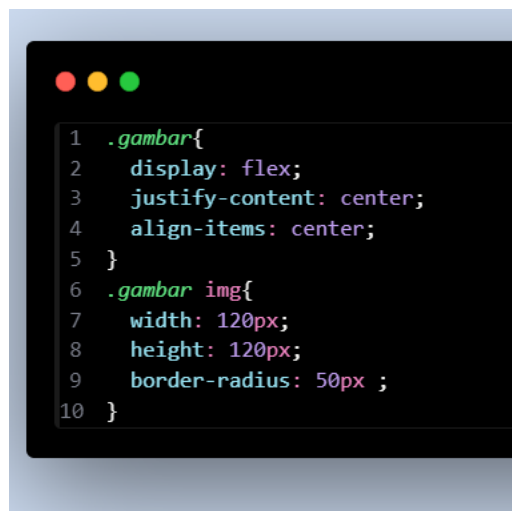 1 .gambar{
2 display: flex;
3 justify-content: center;
4 align-items: center;
5 }
6 .gambar img{
7 width: 120px;
8 height: 120px;
9 border-radius: 50px ;
10 }